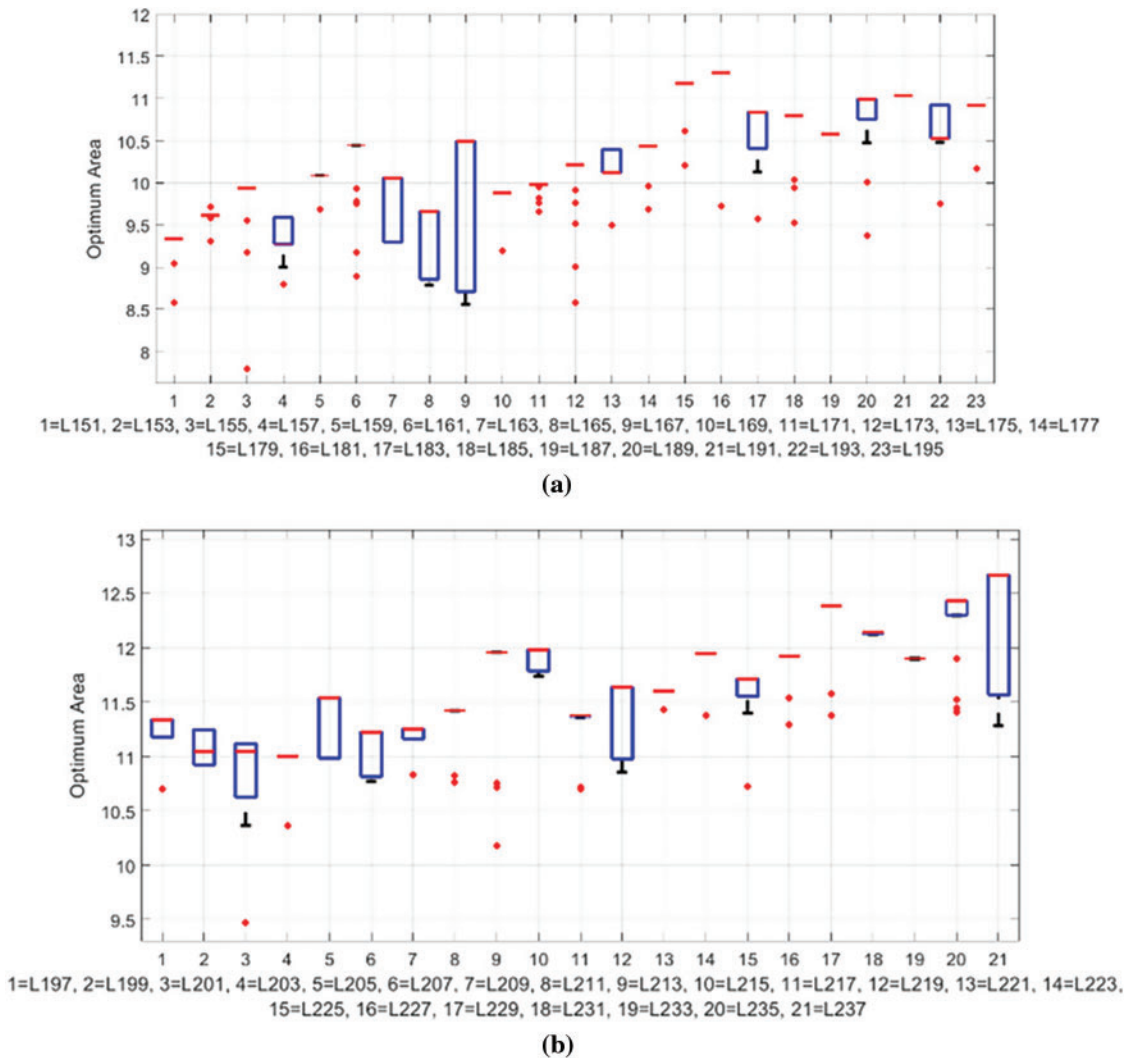 12
11.5
11
10.5
10
9.5
9
8.5
8
Optimum Area
1 2 3 4 5 6 7 8 9 10 11 12 13 14 15 16 17 18 19 20 21 22 23
1=L151, 2=L153, 3=L155, 4=L157, 5=L159, 6=L161, 7=L163, 8=L165, 9=L167, 10=L169, 11=L171, 12=L173, 13=L175, 14=L177
15=L179, 16=L181, 17=L183, 18=L185, 19=L187, 20=L189, 21=L191, 22=L193, 23=L195
(a)
13
12.5
12
11.5
11
10.5
10
9.5
Optimum Area
1 2 3 4 5 6 7 8 9 10 11 12 13 14 15 16 17 18 19 20 21
1=L197, 2=L199, 3=L201, 4=L203, 5=L205, 6=L207, 7=L209, 8=L211, 9=L213, 10=L215, 11=L217, 12=L219, 13=L221, 14=L223,
15=L225, 16=L227, 17=L229, 18=L231, 19=L233, 20=L235, 21=L237
(b)